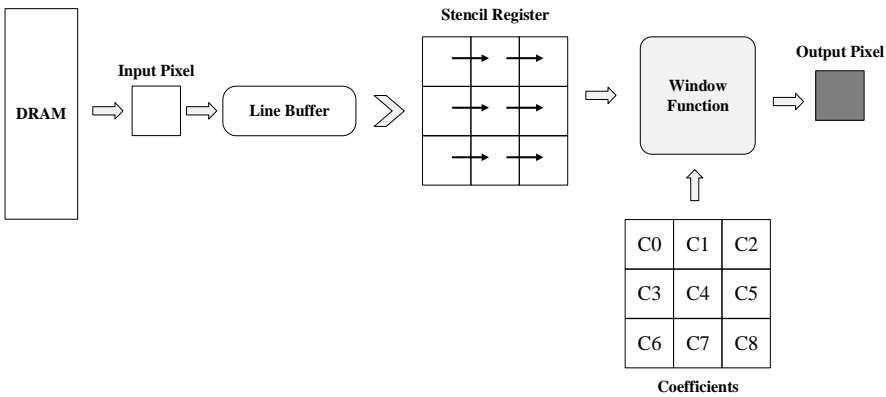 Stencil Register
Input Pixel
Output Pixel
DRAM
Line Buffer
Window
Function
C0 C1 C2
C3 C4 C5
C6 C7 C8
Coefficients